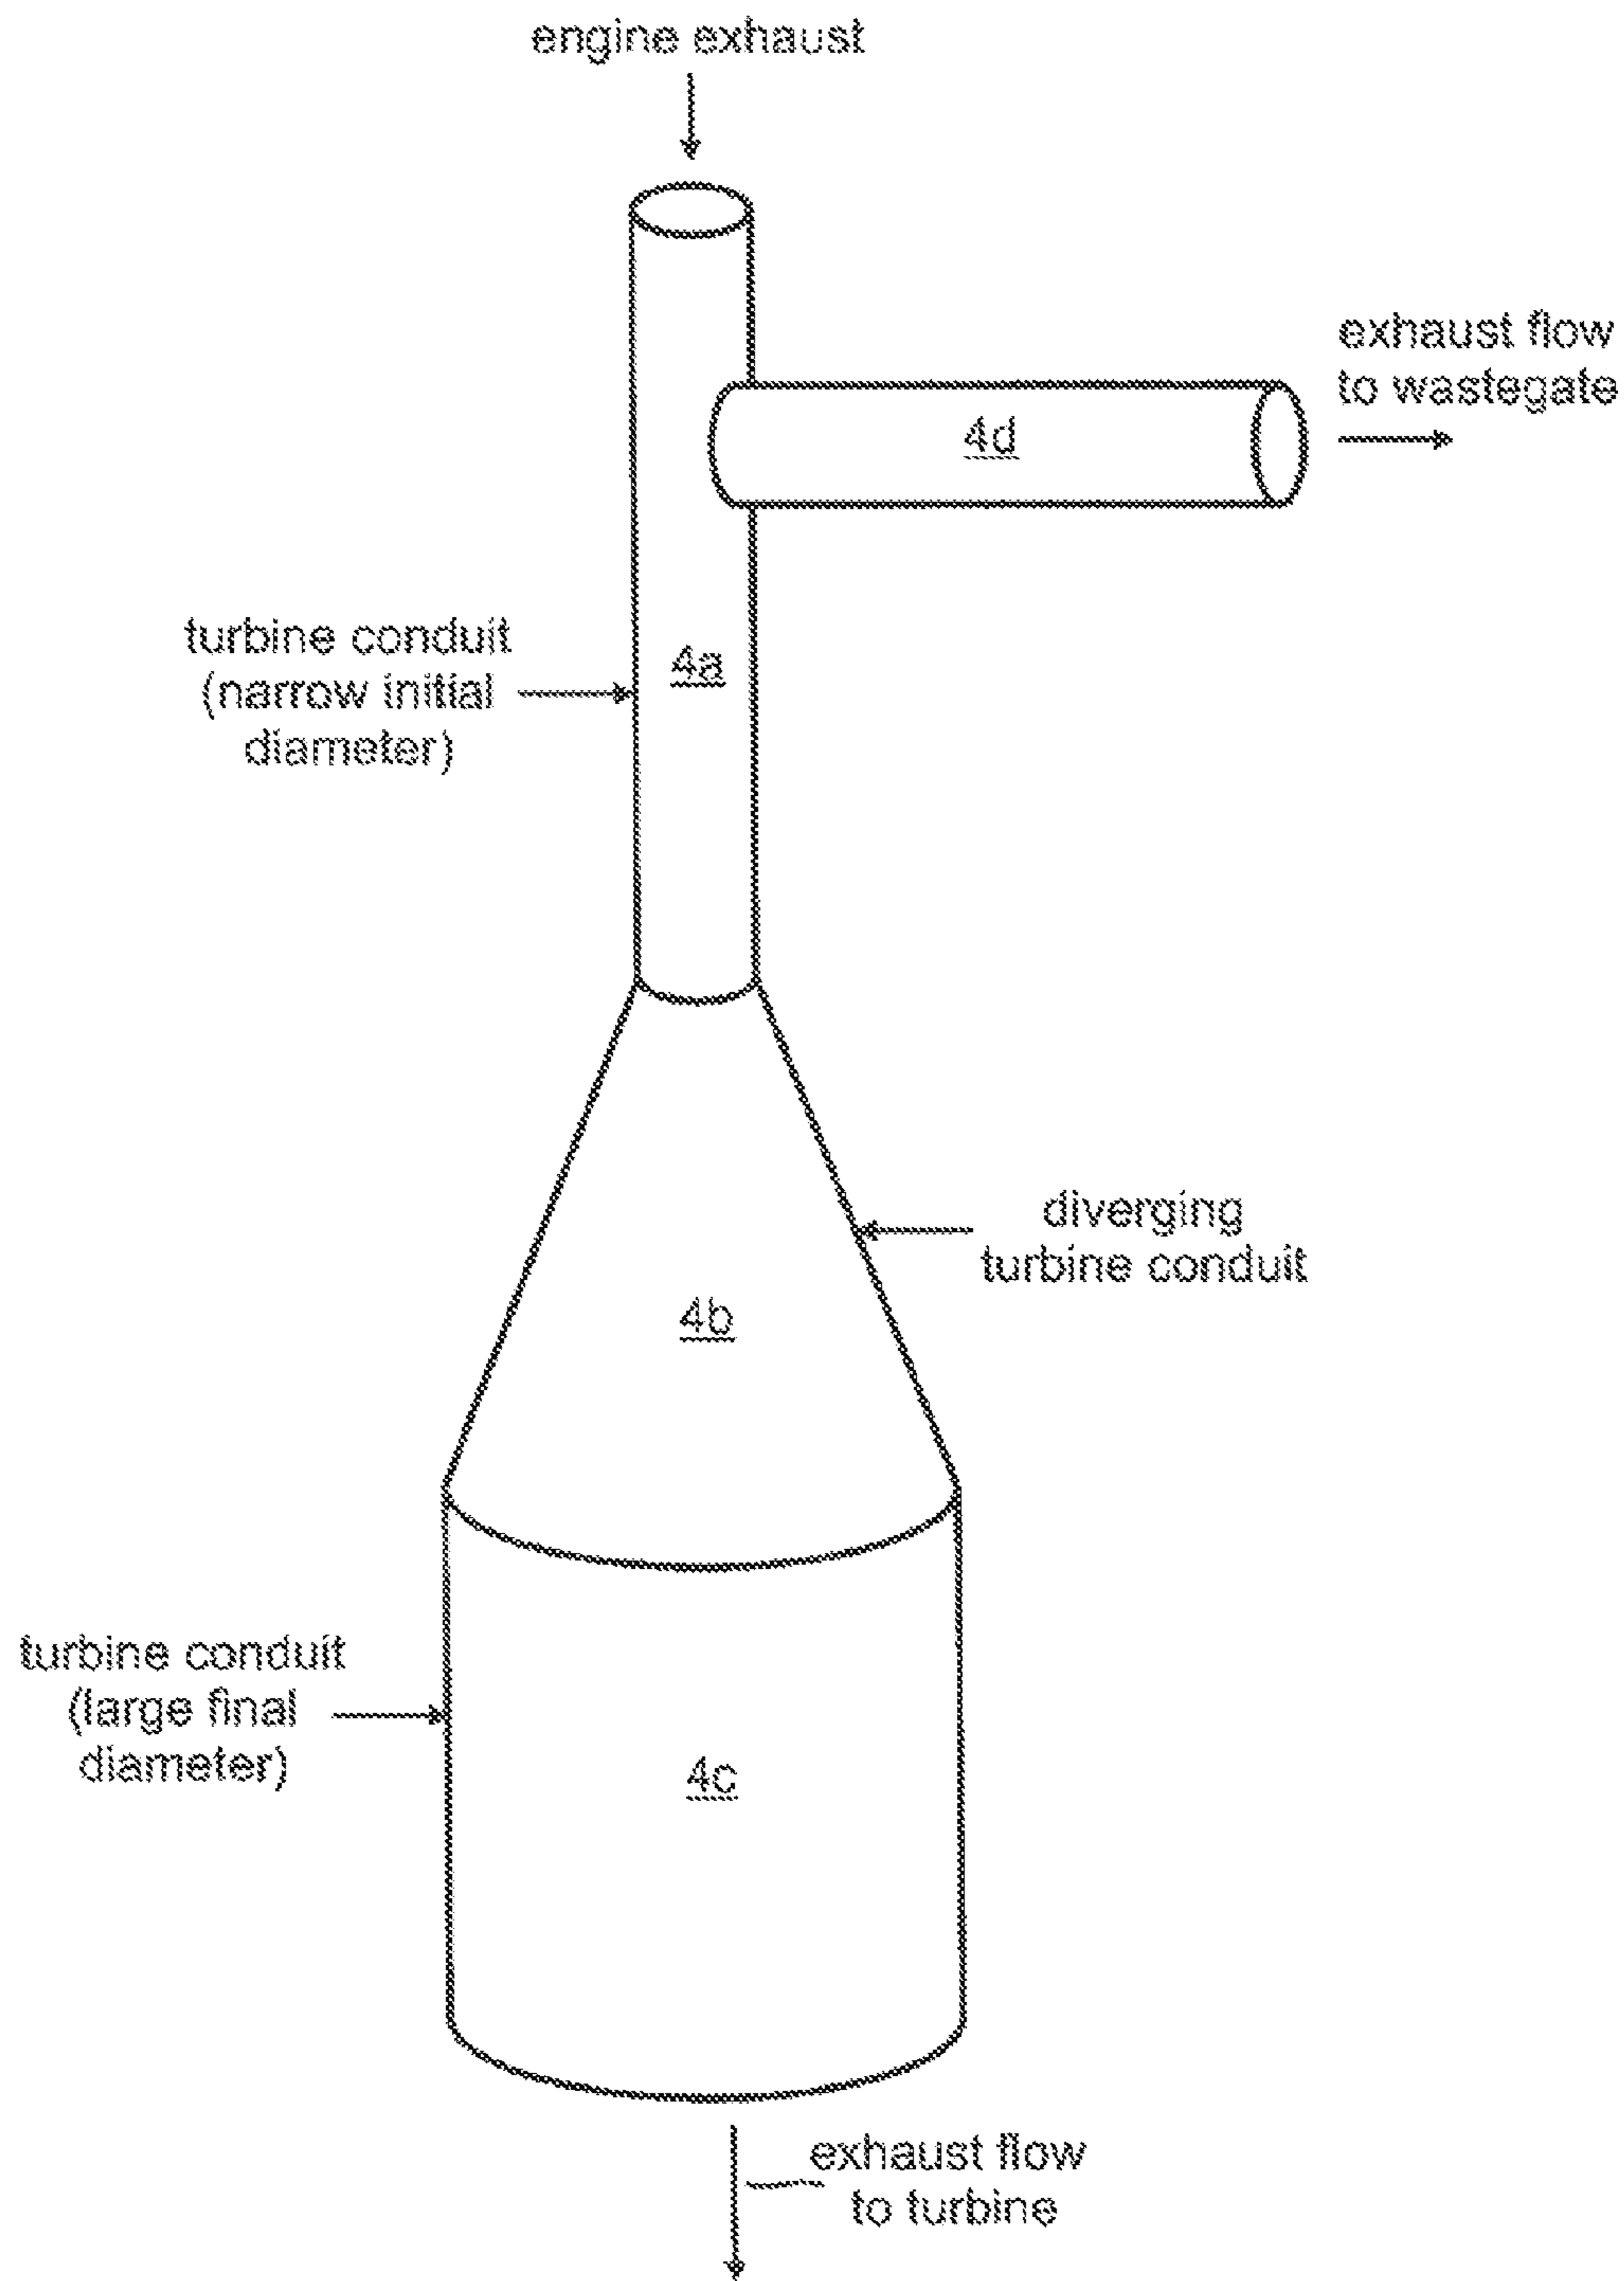 engine exhaust
exhaust flow
to wastegate
4d
turbine conduit
(narrow initial
diameter)
4a
diverging
turbine conduit
4b
turbine conduit
(large final
diameter)
4c
exhaust flow
to turbine